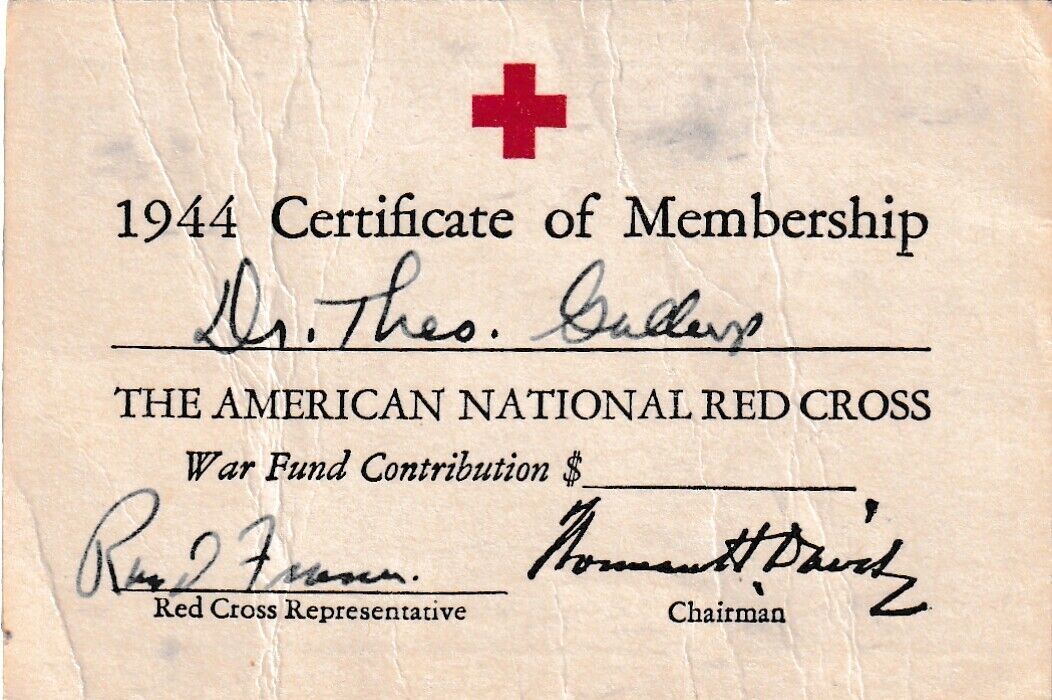 1944 Certificate of Membership
Dr. Theo.
THE AMERICAN NATIONAL RED CROSS
War Fund Contribution $
Norman H Davis
Red Cross Representative
Chairman